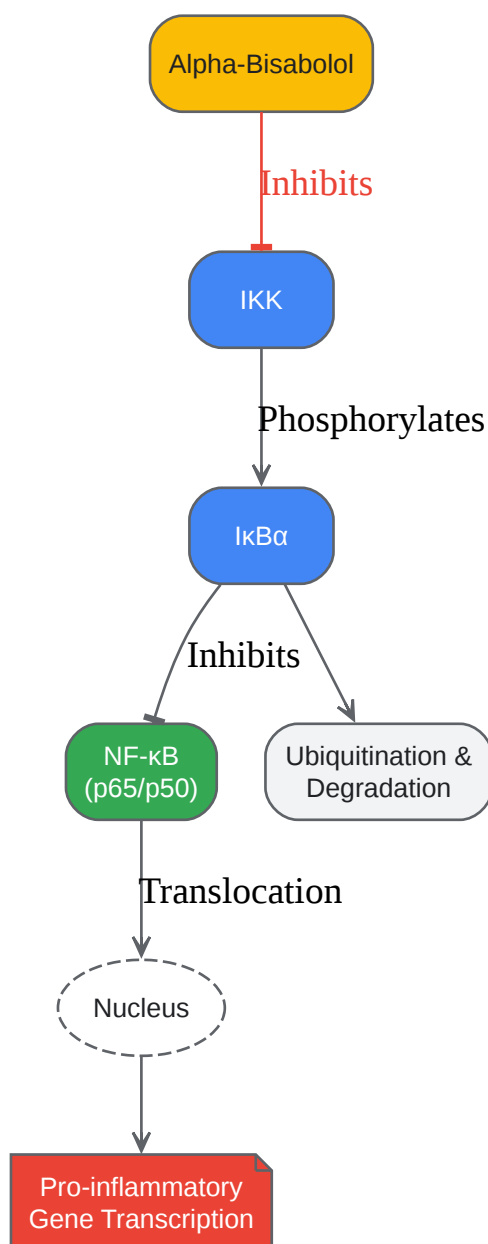 Alpha-Bisabolol
Inhibits
IKK
Phosphorylates
IκBα
Inhibits
NF-κB
(p65/p50)
Ubiquitination &
Degradation
Translocation
Nucleus
Pro-inflammatory
Gene Transcription